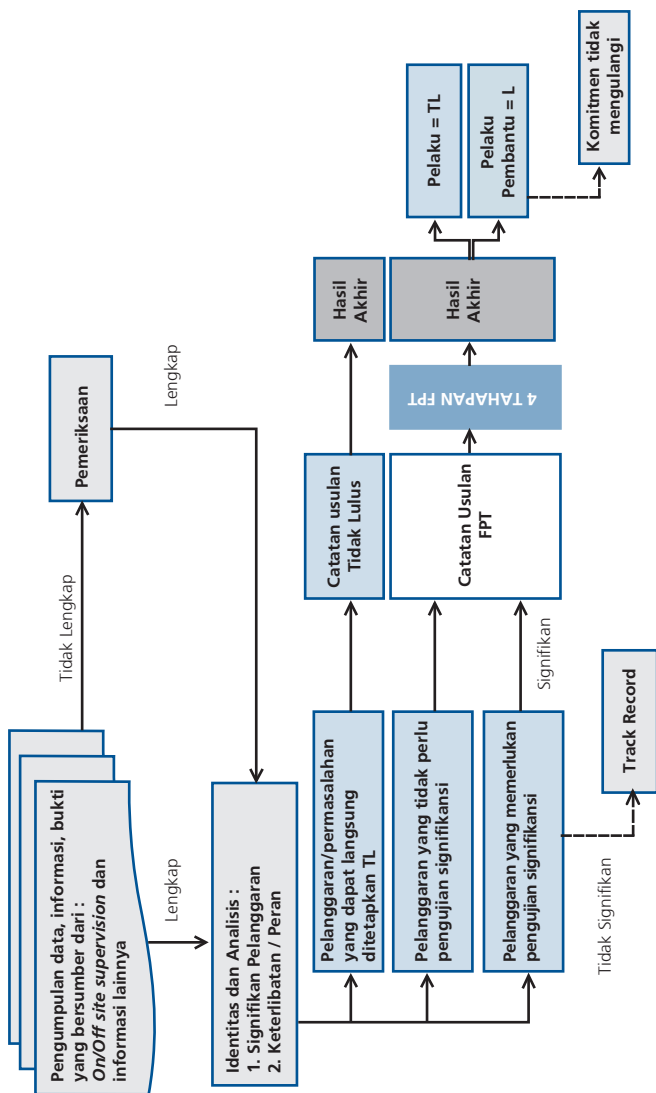 Pengumpulan data, informasi, bukti
yang bersumber dari :
On/Off site supervision dan
informasi lainnya
Tidak Lengkap
Pemeriksaan
Lengkap
Lengkap
Identitas dan Analisis :
1. Signifikan Pelanggaran
2. Keterlibatan / Peran
Pelanggaran/permasalahan
yang dapat langsung
ditetapkan TL
Catatan usulan
Tidak Lulus
Hasil
Akhir
Pelanggaran yang tidak perlu
pengujian signifikansi
Pelanggaran yang memerlukan
pengujian signifikansi
Signifikan
Catatan Usulan
FPT
4 TAHAPAN FPT
Hasil
Akhir
Pelaku = TL
Pelaku
Pembantu = L
Komitmen tidak
mengulangi
Tidak Signifikan
Track Record